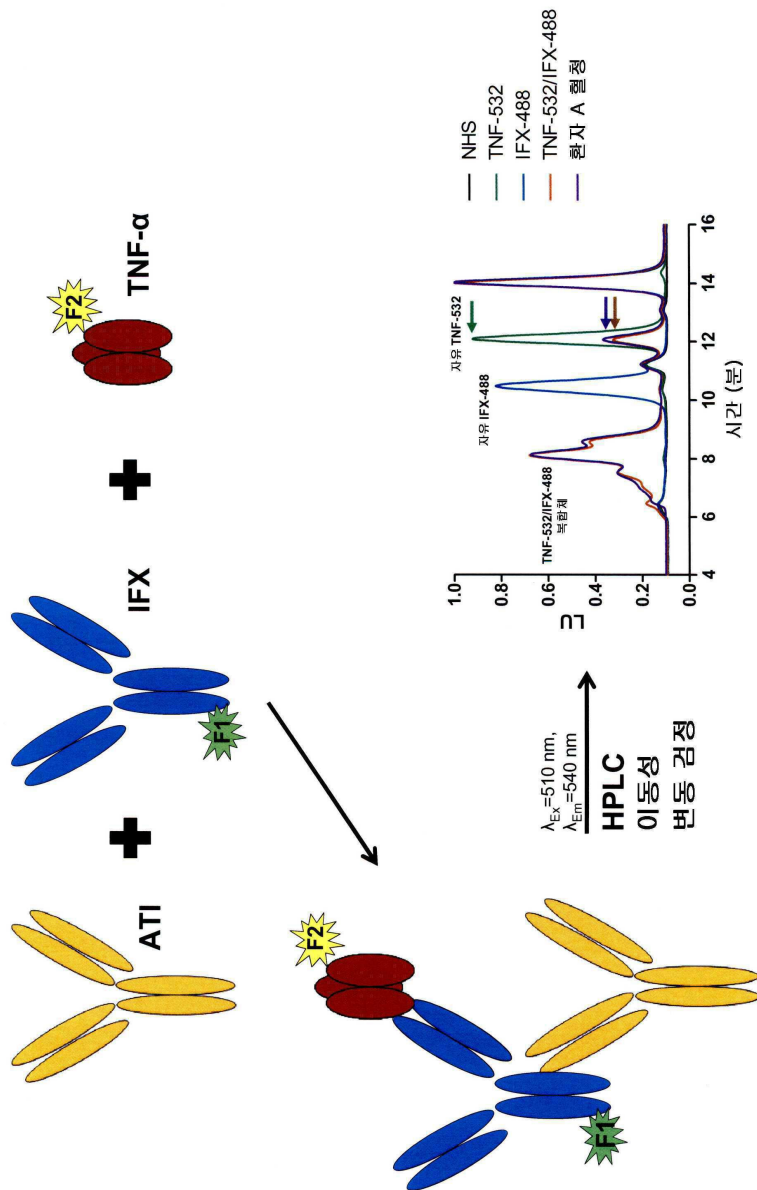 ATI
IFX
TNF-α
F1
F2
F2
F1
λEx=510 nm,
λEm=540 nm
HPLC
이동성
변동 검정
LU
1.0
0.8
0.6
0.4
0.2
0.0
4
6
8
10
12
14
16
시간 (분)
TNF-532/IFX-488
복합체
자유 IFX-488
자유 TNF-532
NHS
TNF-532
IFX-488
TNF-532/IFX-488
환자 A 혈청